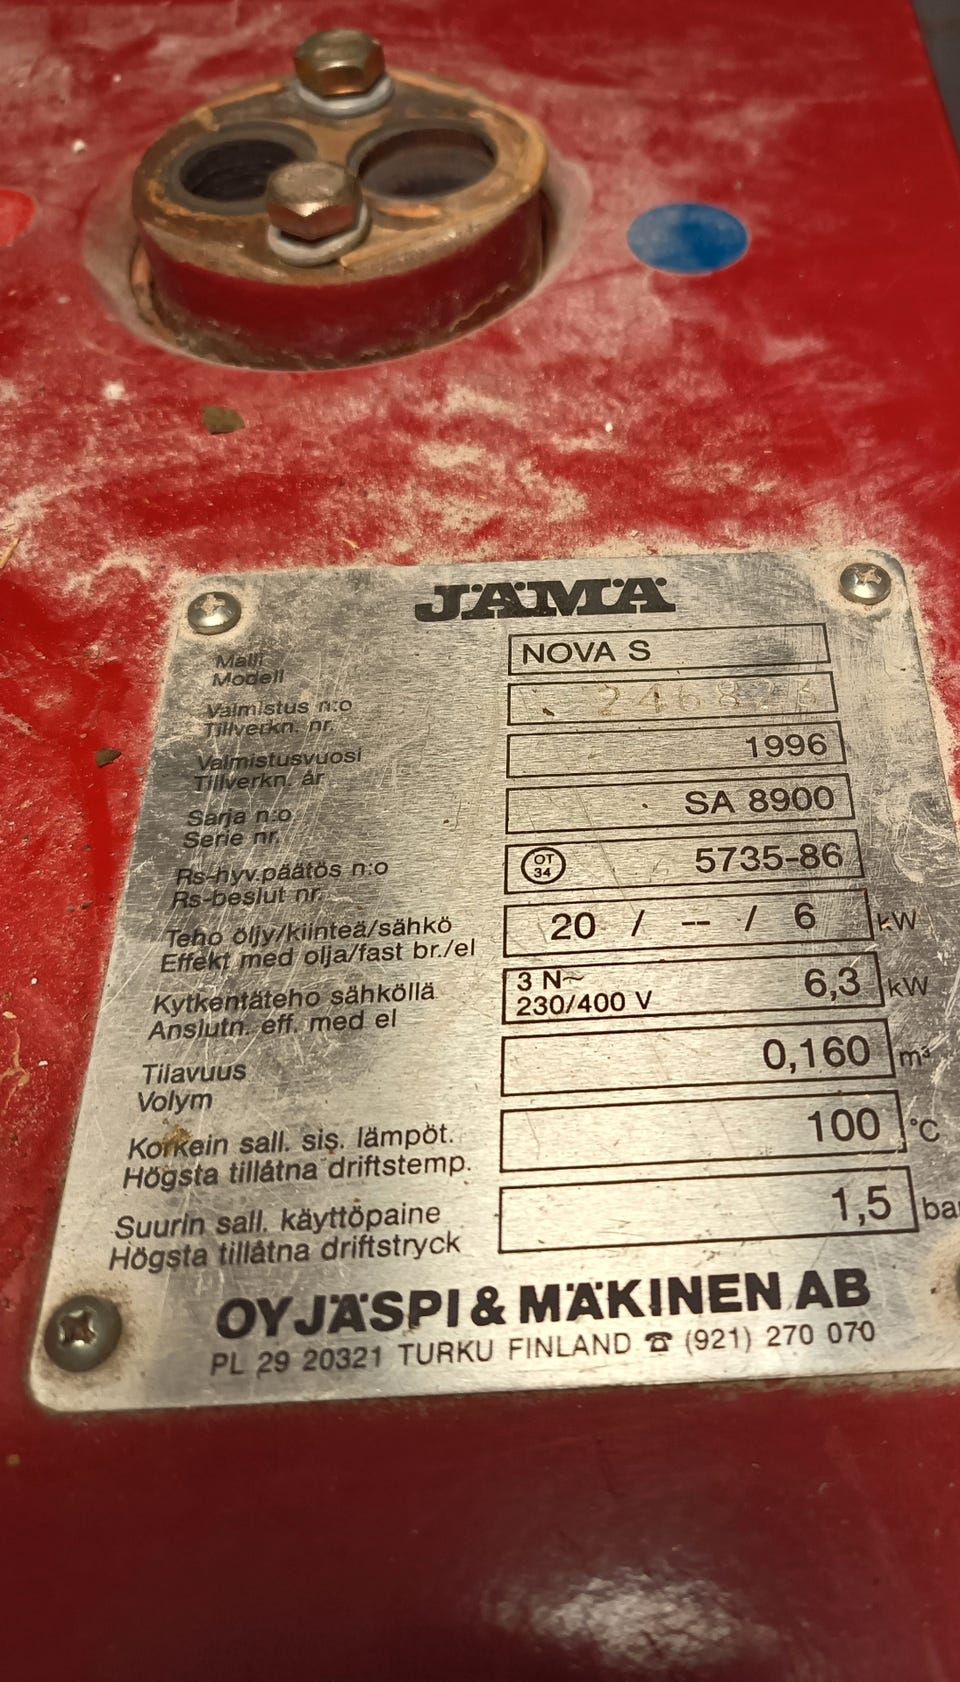 JÄMÄ
Malli
Modell
NOVA S
Valmistus n:o
Tillverkn. nr.
246823
Valmistusvuosi
Tillverkn. år
1996
Sarja n:o
Serie nr.
SA 8900
Rs-hyv.päätös n:o
Rs-beslut nr.
OT
34
5735-86
Teho öljy/kiinteä/sähkö
Effekt med olja/fast br./el
20 / -- / 6 kW
Kytkentäteho sähköllä
Anslutn. eff. med el
3 N~
230/400 V
6,3 kW
Tilavuus
Volym
0,160 m³
Korkein sall. sis. lämpöt.
Högsta tillåtna driftstemp.
100 °C
Suurin sall. käyttöpaine
Högsta tillåtna driftstryck
1,5 bar
OY JÄSPI & MÄKINEN AB
PL 29 20321 TURKU FINLAND ☎ (921) 270 070